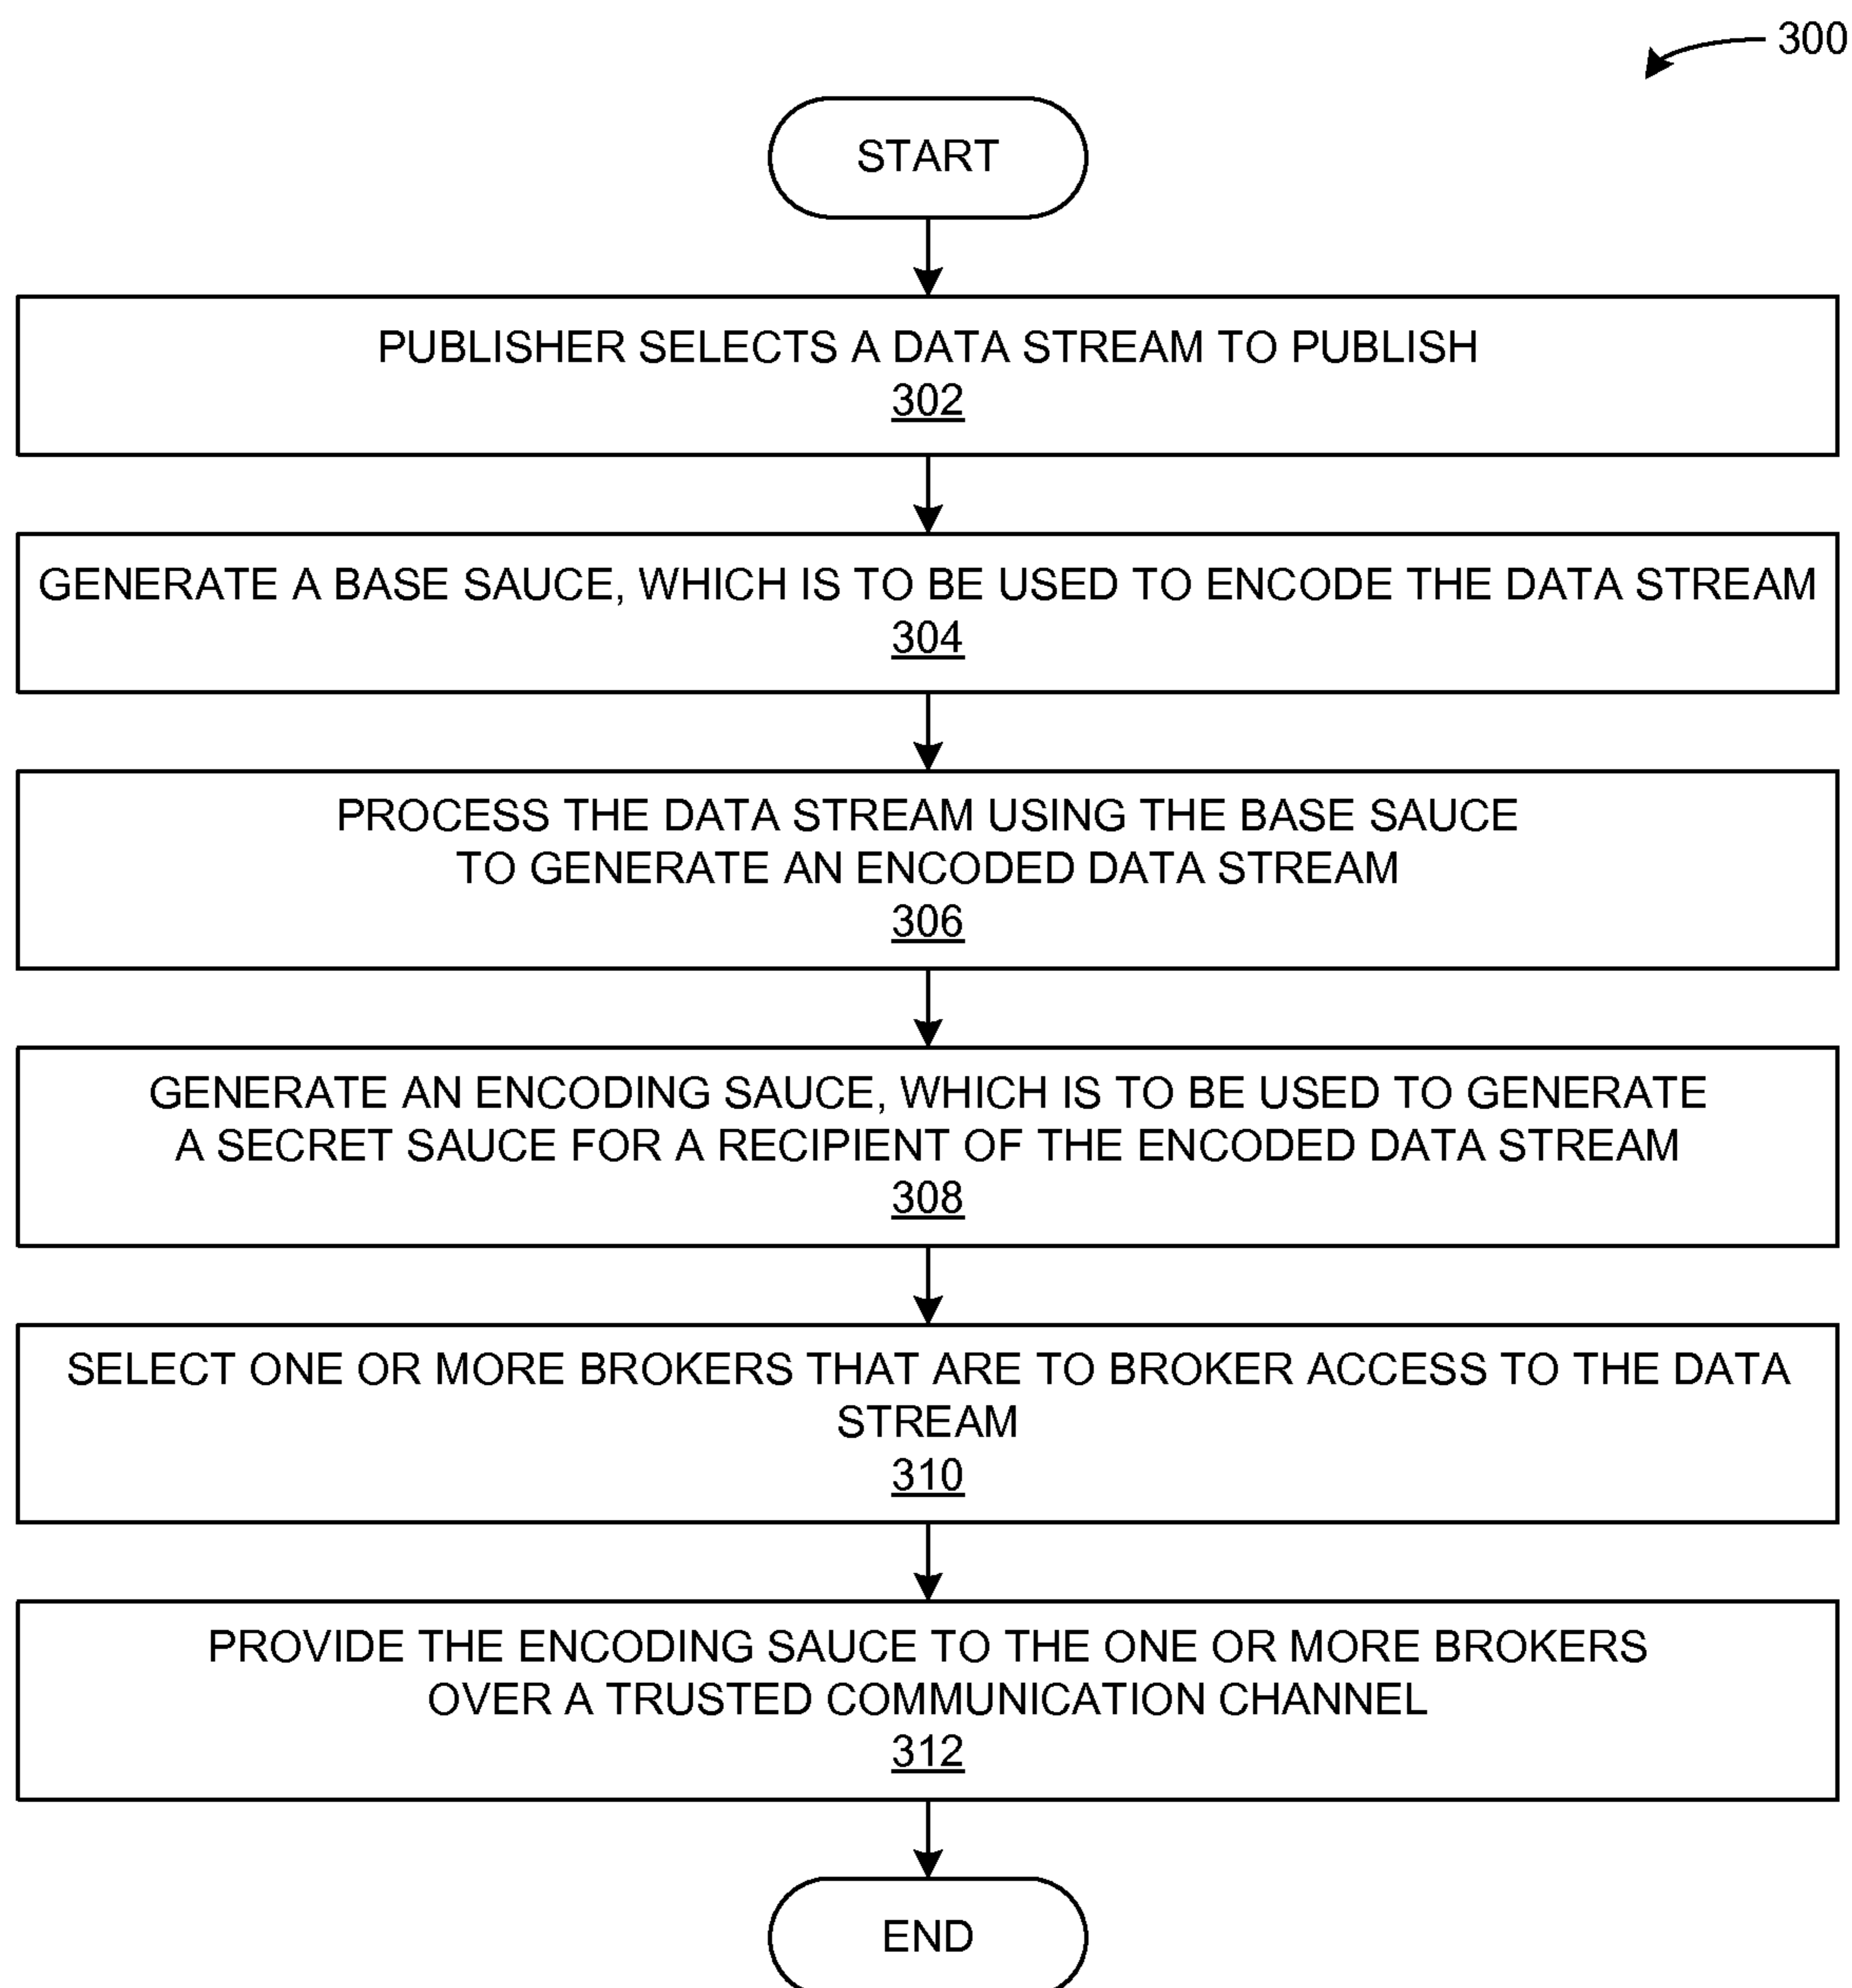 300
START
PUBLISHER SELECTS A DATA STREAM TO PUBLISH
302
GENERATE A BASE SAUCE, WHICH IS TO BE USED TO ENCODE THE DATA STREAM
304
PROCESS THE DATA STREAM USING THE BASE SAUCE
TO GENERATE AN ENCODED DATA STREAM
306
GENERATE AN ENCODING SAUCE, WHICH IS TO BE USED TO GENERATE
A SECRET SAUCE FOR A RECIPIENT OF THE ENCODED DATA STREAM
308
SELECT ONE OR MORE BROKERS THAT ARE TO BROKER ACCESS TO THE DATA
STREAM
310
PROVIDE THE ENCODING SAUCE TO THE ONE OR MORE BROKERS
OVER A TRUSTED COMMUNICATION CHANNEL
312
END